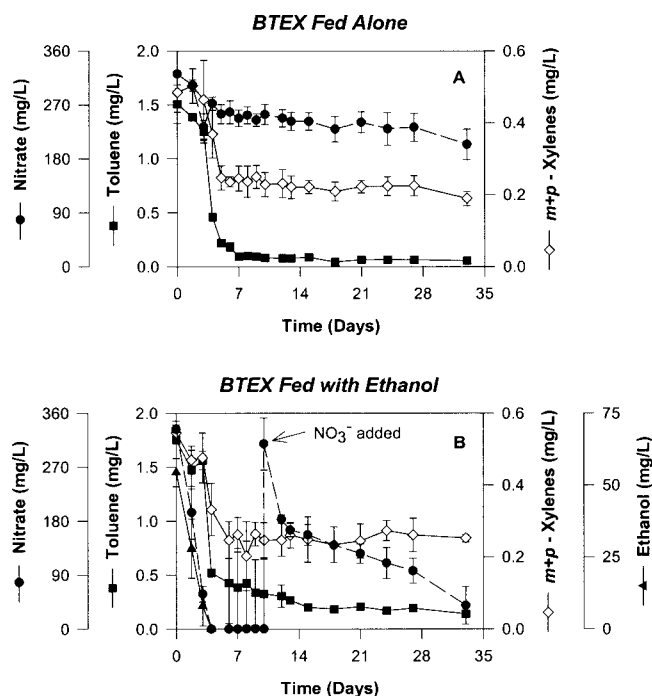 BTEX Fed Alone
A
Nitrate (mg/L)
360
270
180
90
0
Toluene (mg/L)
2.0
1.5
1.0
0.5
0.0
0.6
0.4
0.2
0.0
m+p - Xylenes (mg/L)
0 7 14 21 28 35
Time (Days)
BTEX Fed with Ethanol
NO₃⁻ added
B
Nitrate (mg/L)
360
270
180
90
0
Toluene (mg/L)
2.0
1.5
1.0
0.5
0.0
0.6
0.4
0.2
0.0
m+p - Xylenes (mg/L)
75
50
25
0
Ethanol (mg/L)
0 7 14 21 28 35
Time (Days)